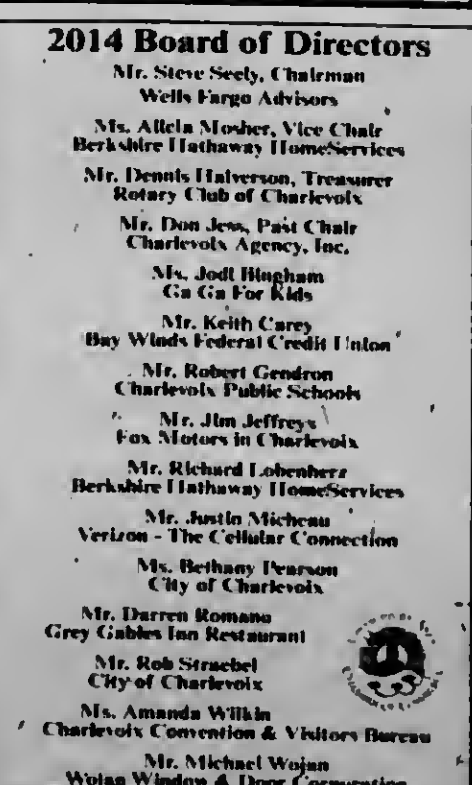 2014 Board of Directors
Mr. Steve Seely, Chairman
Wells Fargo Advisors
Ms. Alicia Mosher, Vice Chair
Berkshire Hathaway HomeServices
Mr. Dennis Halverson, Treasurer
Rotary Club of Charlevoix
Mr. Don Jess, Past Chair
Charlevoix Agency, Inc.
Ms. Jodi Bingham
Ga Ga For Kids
Mr. Keith Carey
Bay Winds Federal Credit Union
Mr. Robert Gendron
Charlevoix Public Schools
Mr. Jim Jeffreys
Fox Motors in Charlevoix
Mr. Richard Lobenherz
Berkshire Hathaway HomeServices
Mr. Justin Micheau
Verizon - The Cellular Connection
Ms. Bethany Pearson
City of Charlevoix
Mr. Darren Romano
Grey Gables Inn Restaurant
Mr. Rob Straebel
City of Charlevoix
Ms. Amanda Wilkin
Charlevoix Convention & Visitors Bureau
Mr. Michael Wojan
Wojan Window & Door Corporation